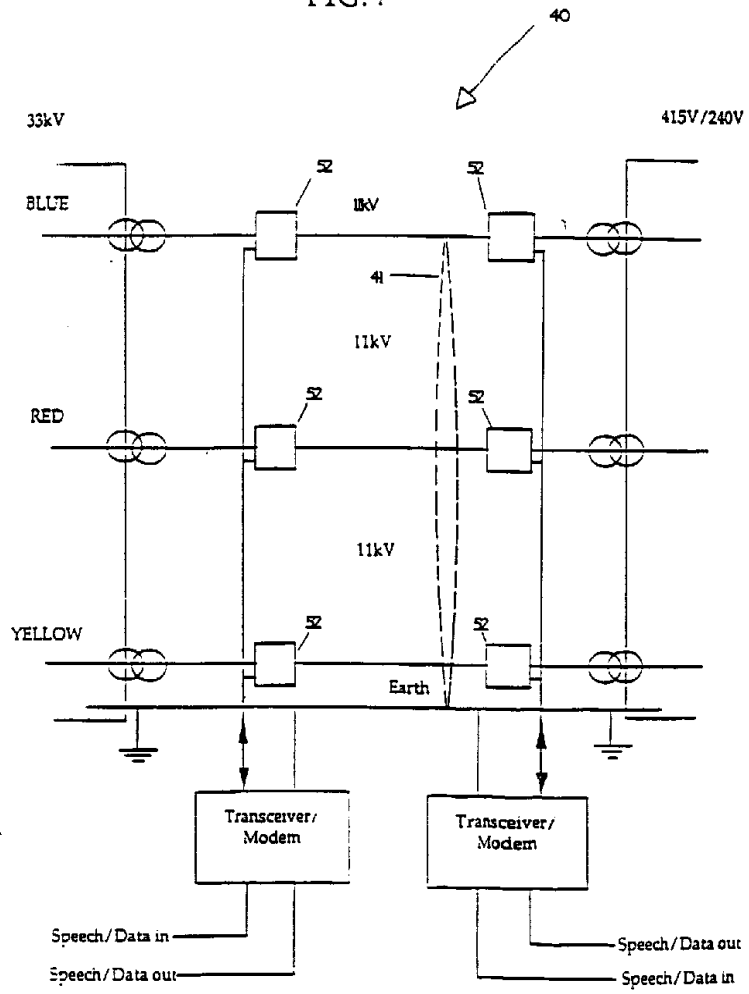 FIG.
40
33kV
415V/240V
52
52
BLUE
11kV
41
11kV
RED
52
52
11kV
YELLOW
52
52
Earth
Transceiver/
Modem
Transceiver/
Modem
Speech/Data in
Speech/Data out
Speech/Data out
Speech/Data in